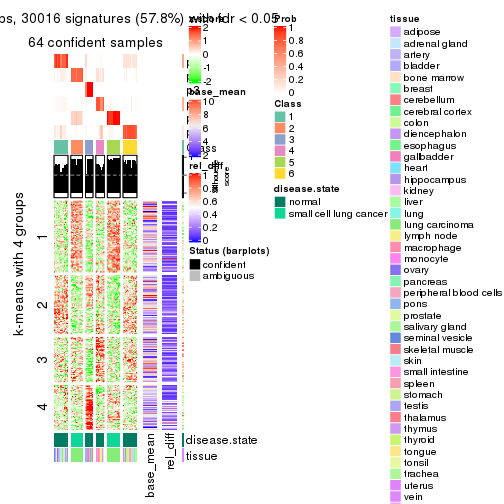 30016 signatures (57.8%) with fdr < 0.05
64 confident samples
k-means with 4 groups
1
2
3
4
base_mean
rel_diff
disease.state
tissue
2
1
0
-1
-2
base_mean
10
8
6
4
2
rel_diff
1
0.8
0.6
0.4
0.2
0
Status (barplots)
confident
ambiguous
Prob
1
0.8
0.6
0.4
0.2
0
Class
1
2
3
4
5
6
disease.state
normal
small cell lung cancer
tissue
adipose
adrenal gland
artery
bladder
bone marrow
breast
cerebellum
cerebral cortex
colon
diencephalon
esophagus
gallbadder
heart
hippocampus
kidney
liver
lung
lung carcinoma
lymph node
macrophage
monocyte
ovary
pancreas
peripheral blood cells
pons
prostate
salivary gland
seminal vesicle
skeletal muscle
skin
small intestine
spleen
stomach
testis
thalamus
thymus
thyroid
tongue
tonsil
trachea
uterus
vein